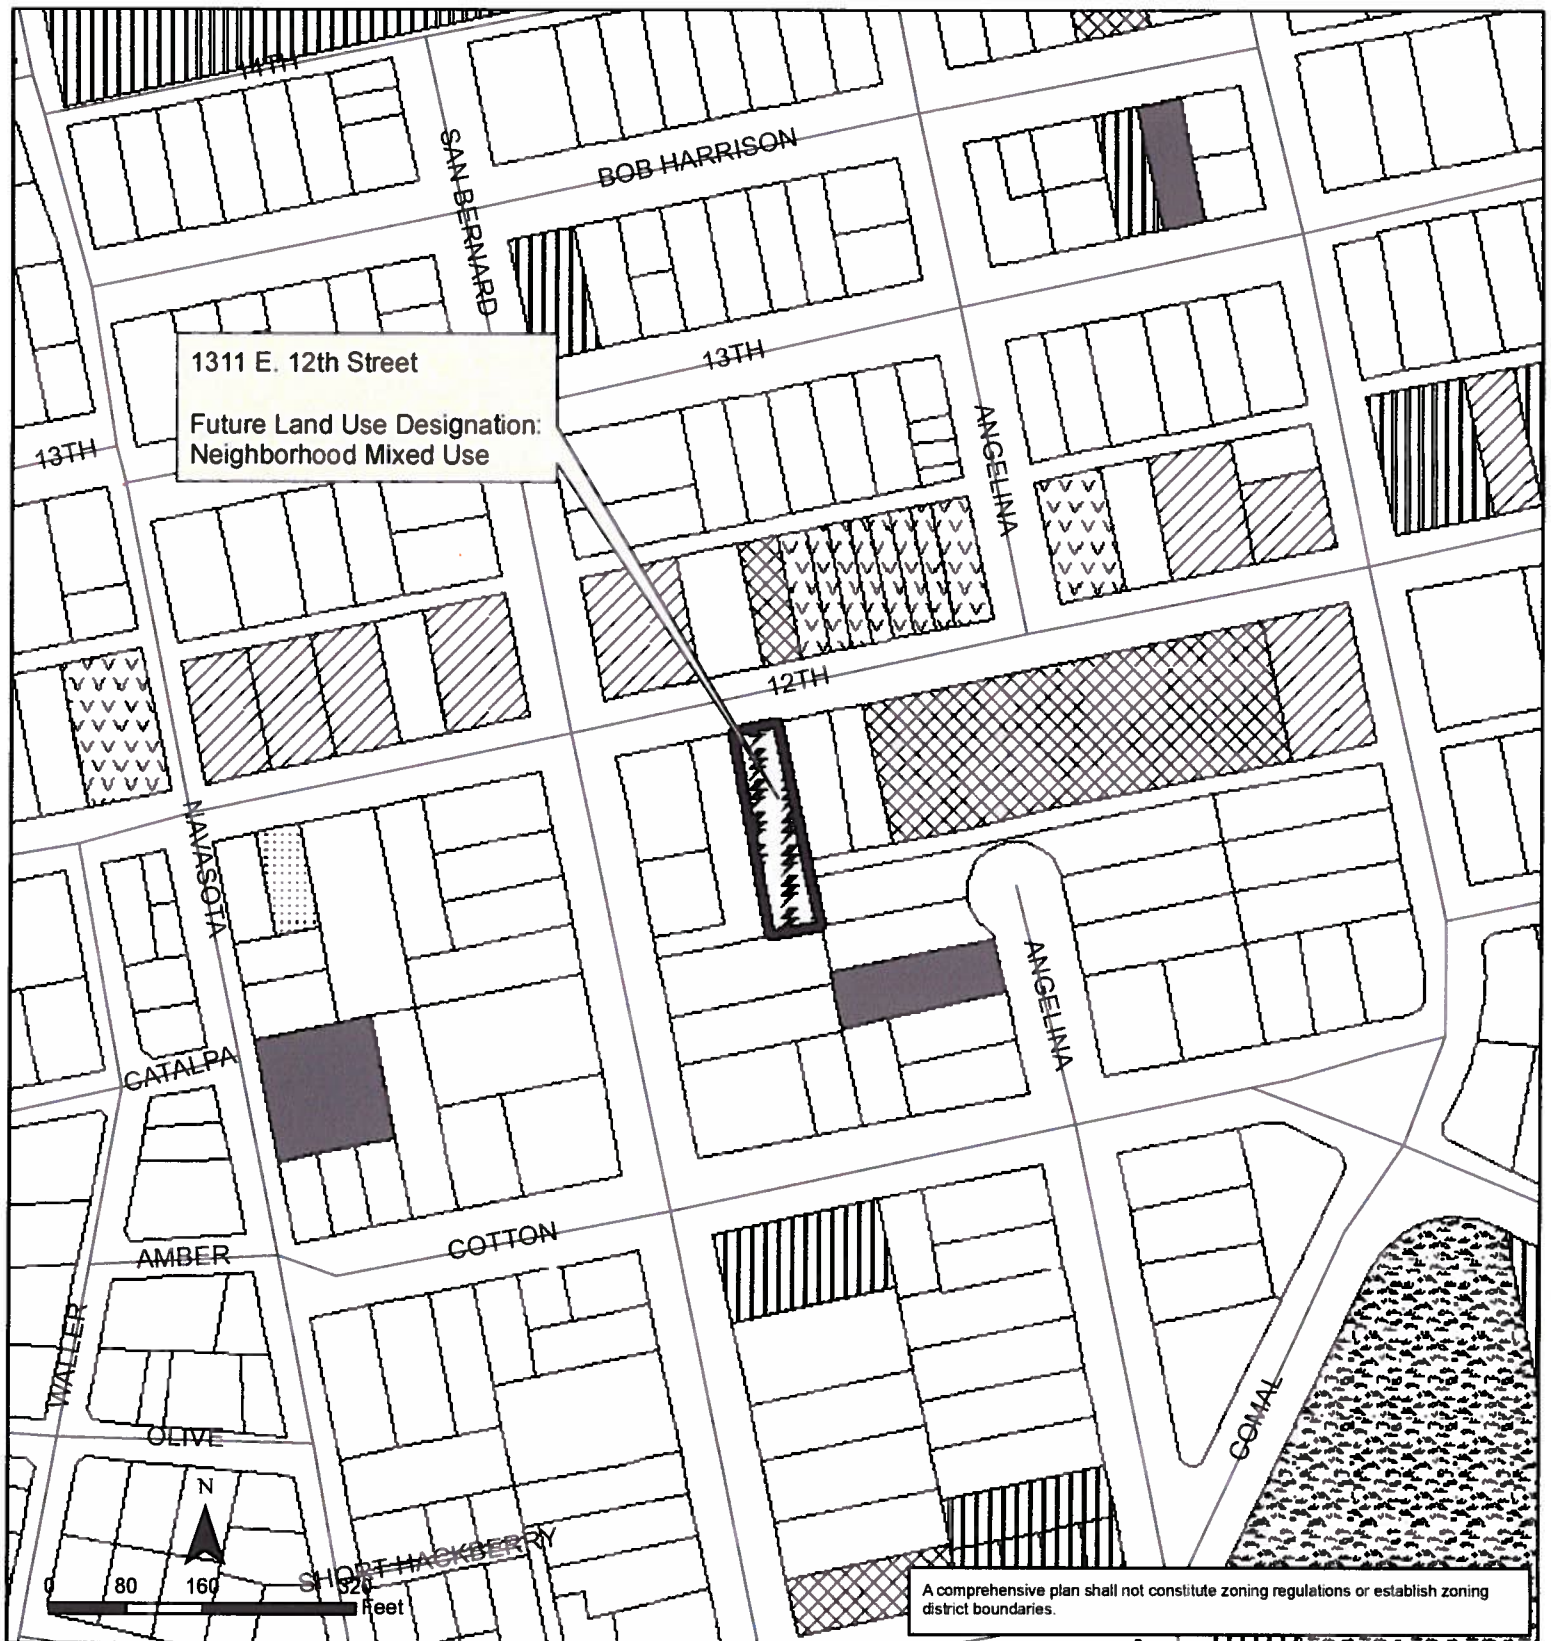 11TH
SAN BERNARD
BOB HARRISON
13TH
1311 E. 12th Street
Future Land Use Designation:
Neighborhood Mixed Use
13TH
ANGELINA
12TH
NAVASOTA
ANGELINA
CATALPA
COTTON
AMBER
WALLER
COMAL
OLIVE
N
SHORT HACKBERRY
0 80 160 320
Feet
A comprehensive plan shall not constitute zoning regulations or establish zoning
district boundaries.